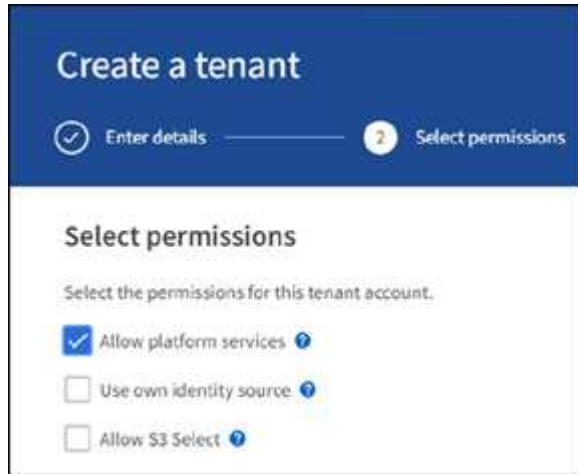 Create a tenant
Enter details 2 Select permissions
Select permissions
Select the permissions for this tenant account.
Allow platform services ?
Use own identity source ?
Allow S3 Select ?